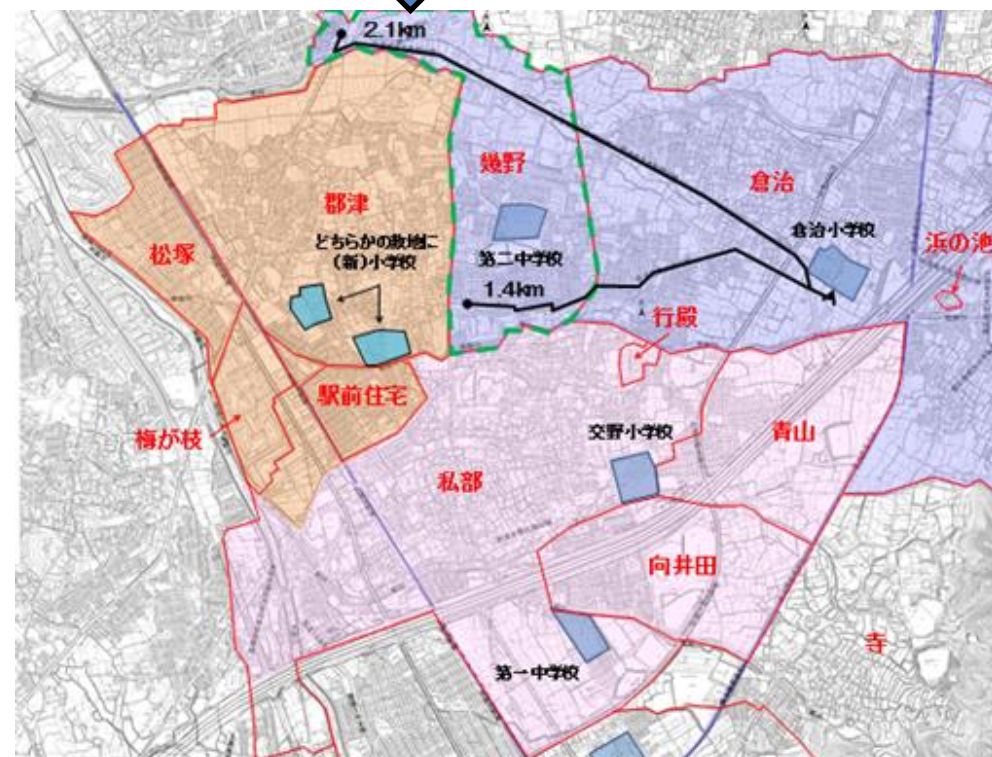 2.1km
幾野
倉治
郡津
倉治小学校
松塚
どちらかの敷地に
(新)小学校
第二中学校
浜の池
1.4km
行殿
駅前住宅
梅が枝
交野小学校
青山
私部
向井田
寺
第一中学校